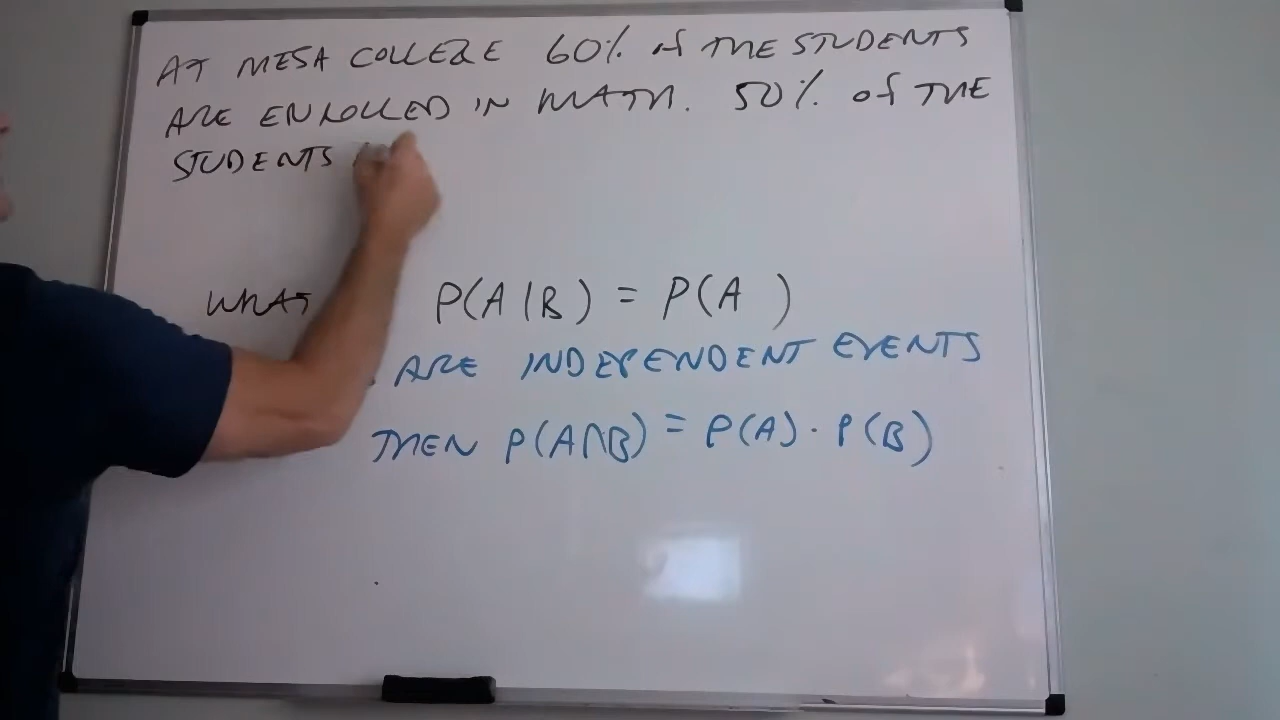 AT MESA COLLEGE 60% of THE STUDENTS
ARE ENROLLED IN MATH. 50% of THE
STUDENTS
WHAT P(A|B) = P(A )
ARE INDEPENDENT EVENTS
THEN P(A∩B) = P(A) · P(B)